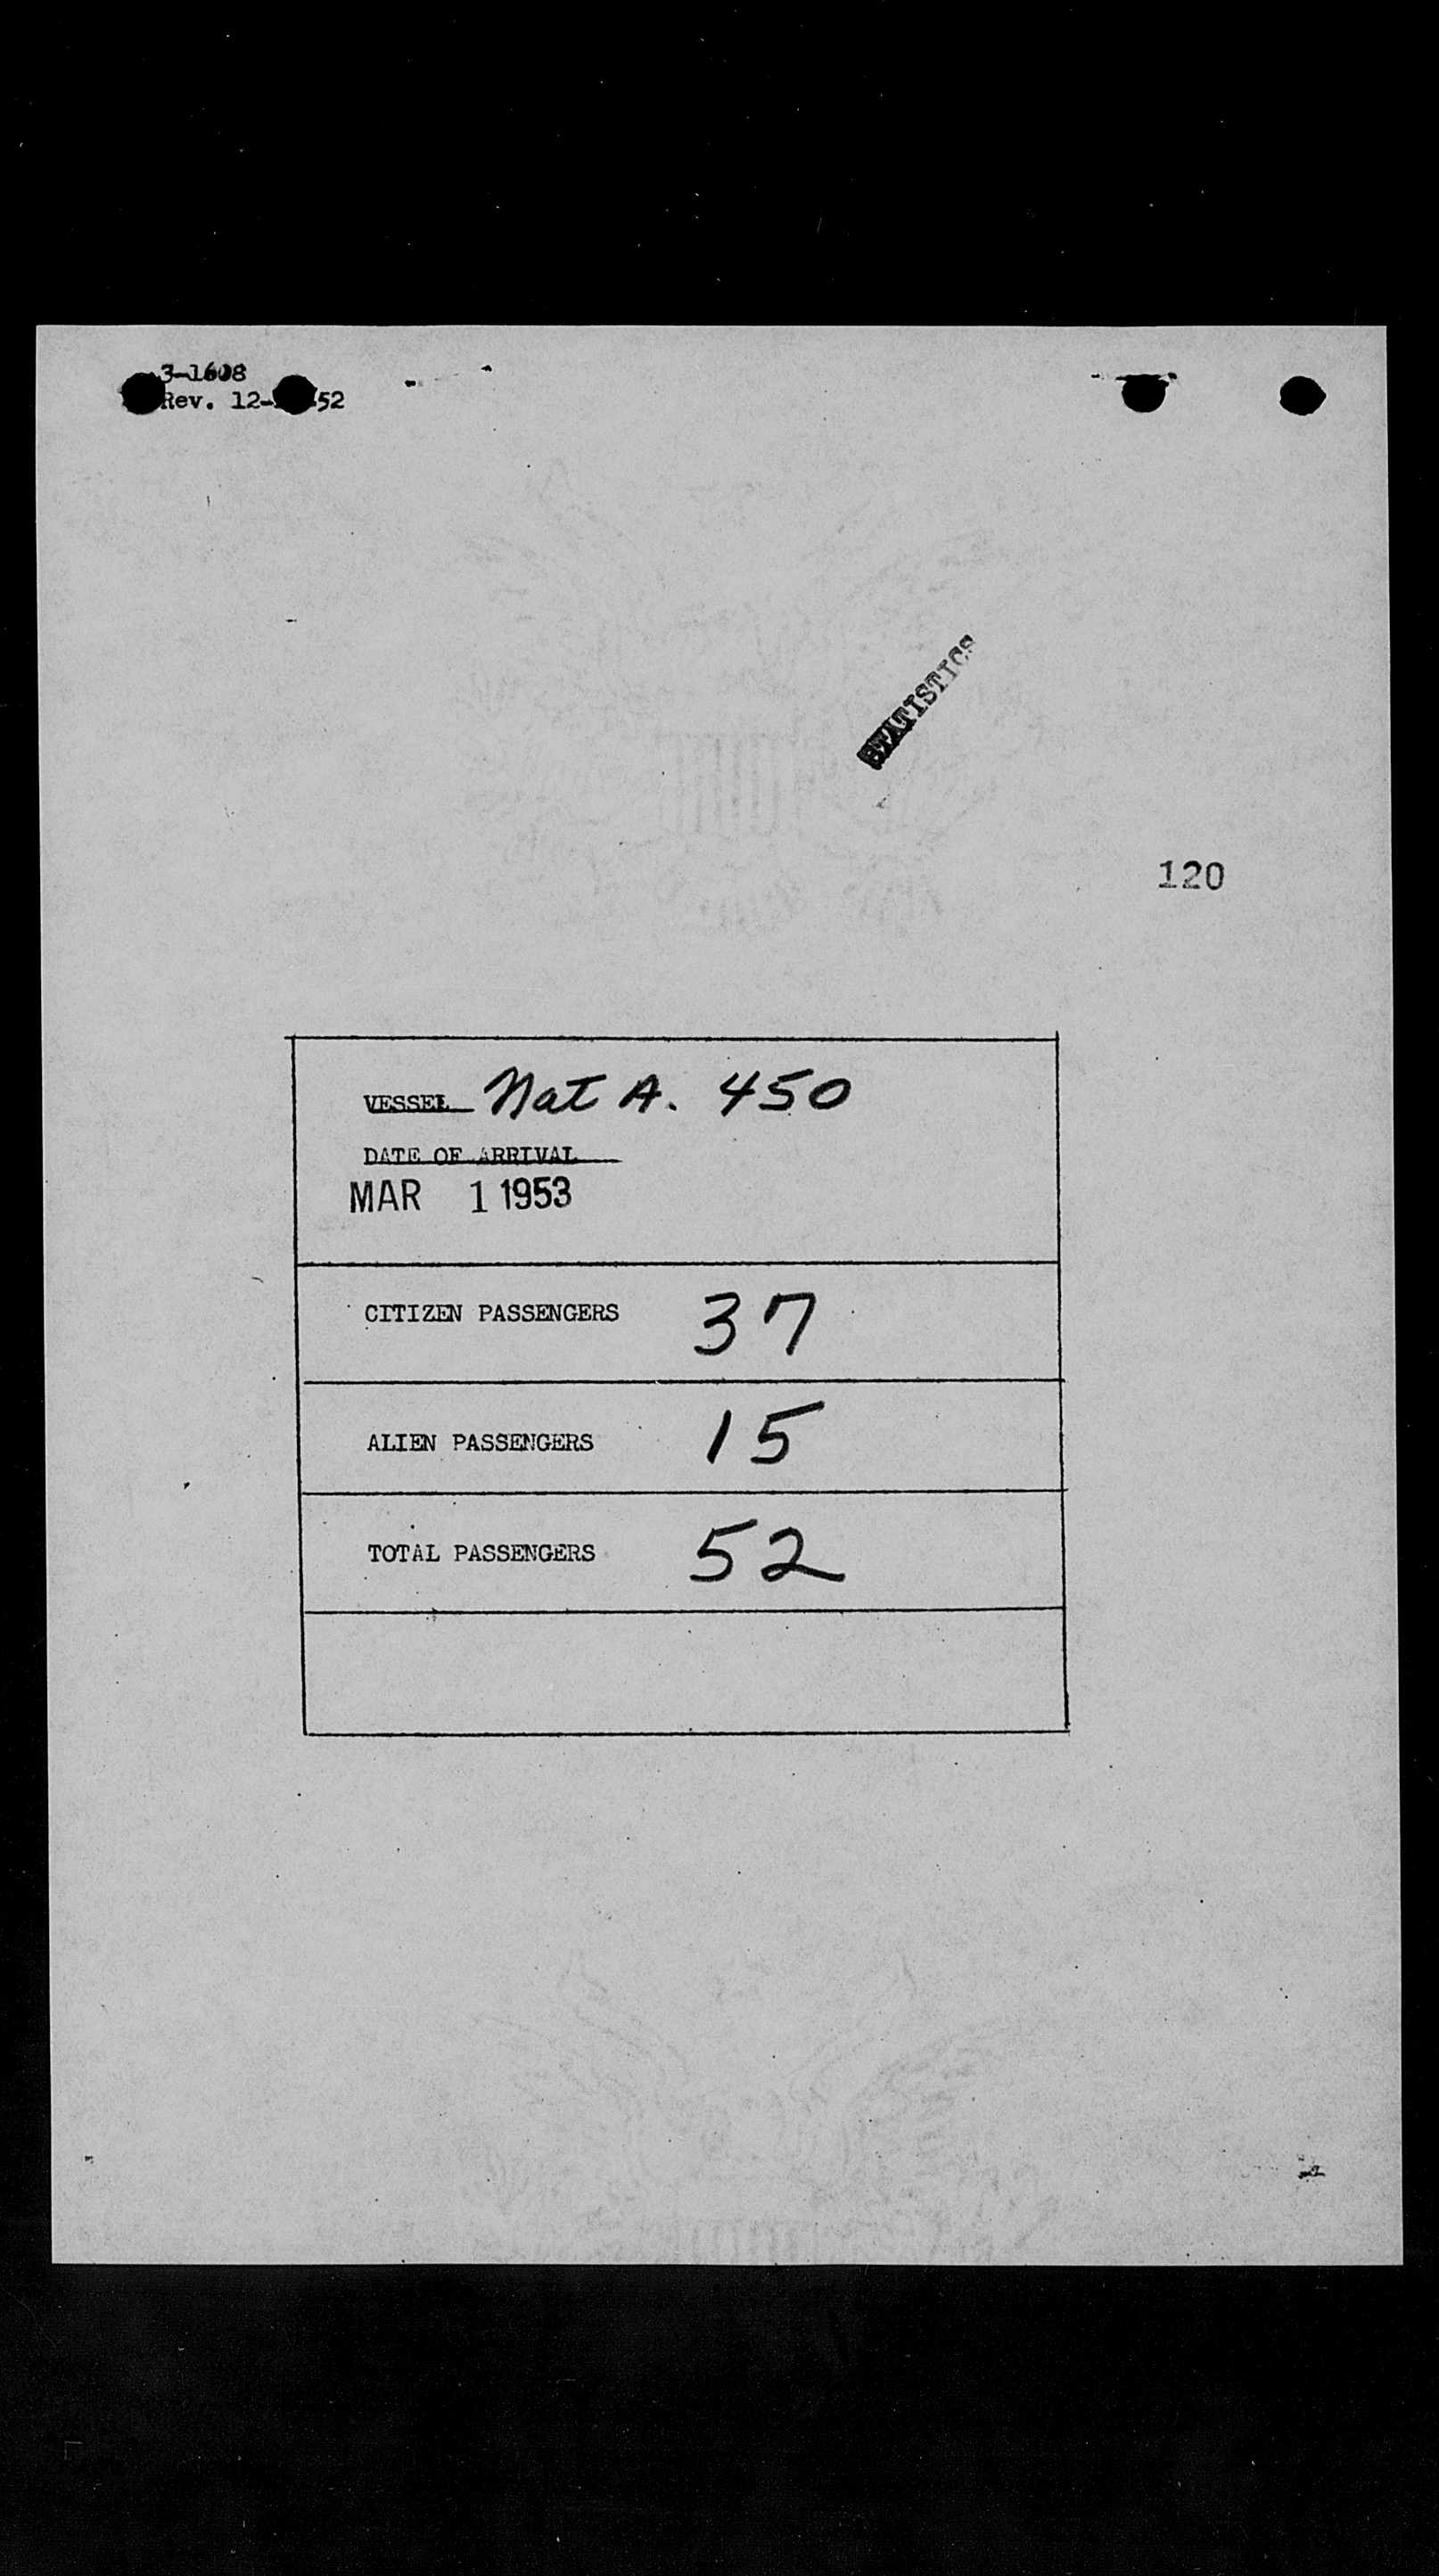 3-1608
Rev. 12- 52
STATISTICS
120
VESSEL Nat A. 450
DATE OF ARRIVAL
MAR 1 1953
CITIZEN PASSENGERS 37
ALIEN PASSENGERS 15
TOTAL PASSENGERS 52